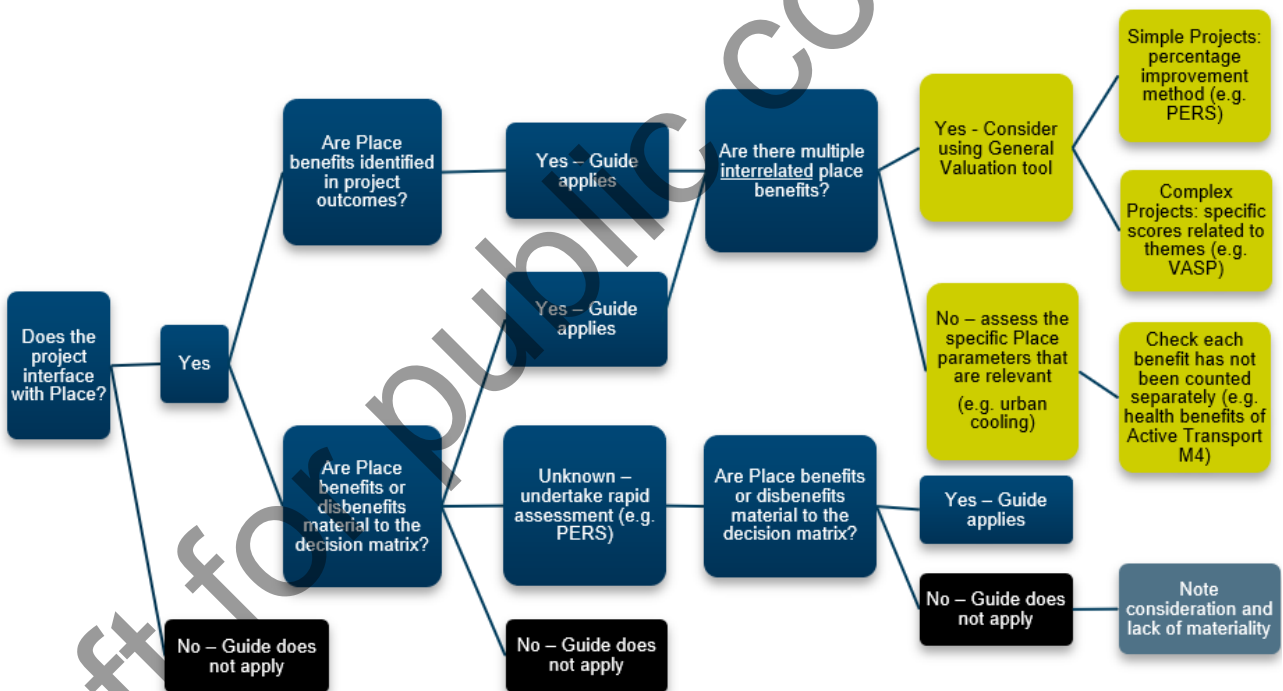 Does the
project
interface
with Place?
Yes
No – Guide does
not apply
Are Place
benefits identified
in project
outcomes?
Are Place
benefits or
disbenefits
material to the
decision matrix?
Yes – Guide
applies
Yes – Guide
applies
Unknown –
undertake rapid
assessment (e.g.
PERS)
No – Guide does
not apply
Are there multiple
interrelated place
benefits?
Are Place benefits
or disbenefits
material to the
decision matrix?
Yes - Consider
using General
Valuation tool
No – assess the
specific Place
parameters that
are relevant
(e.g. urban
cooling)
Yes – Guide
applies
No – Guide does
not apply
Simple Projects:
percentage
improvement
method (e.g.
PERS)
Complex
Projects: specific
scores related to
themes (e.g.
VASP)
Check each
benefit has not
been counted
separately (e.g.
health benefits of
Active Transport
M4)
Note
consideration and
lack of materiality
ft for public co